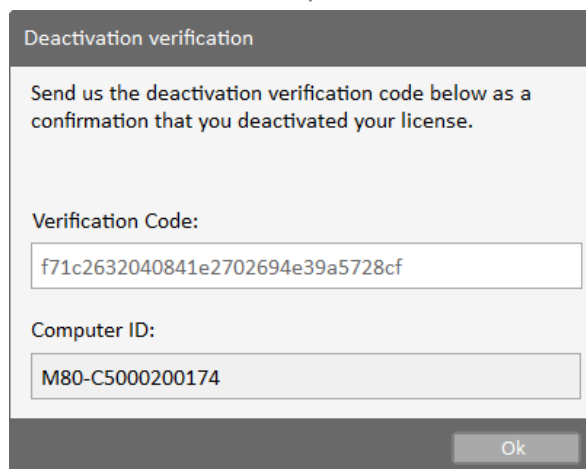 Deactivation verification
Send us the deactivation verification code below as a
confirmation that you deactivated your license.
Verification Code:
f71c2632040841e2702694e39a5728cf
Computer ID:
M80-C5000200174
Ok